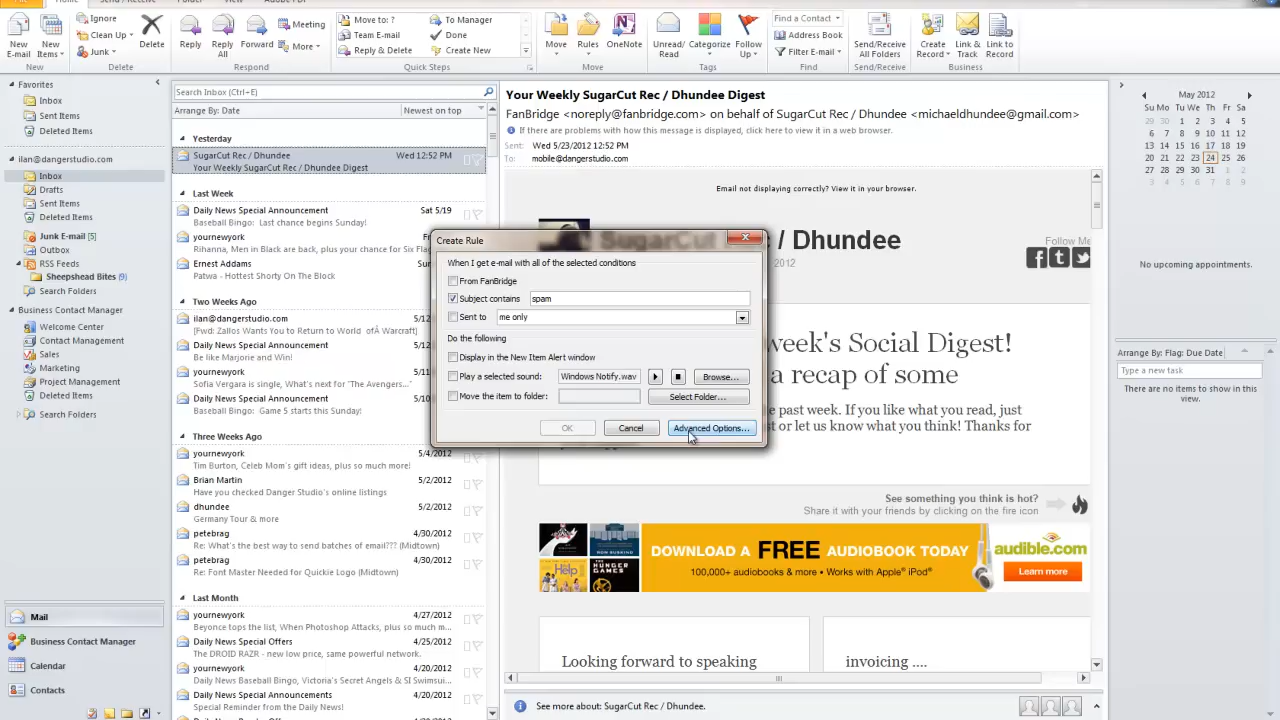 Home
Adobe PDF
New E-mail
New Items
New
Ignore
Clean Up
Junk
Delete
Delete
Reply
Reply All
Forward
Meeting
More
Respond
Move to: ?
Team E-mail
Reply & Delete
To Manager
Done
Create New
Quick Steps
Move
Rules
OneNote
Move
Unread/ Read
Categorize
Follow Up
Tags
Find a Contact
Address Book
Filter E-mail
Find
Send/Receive All Folders
Send/Receive
Create Record
Link & Track
Link to Record
Business
Favorites
Inbox
Sent Items
Deleted Items
ilan@dangerstudio.com
Inbox
Drafts
Sent Items
Deleted Items
Junk E-mail [5]
Outbox
RSS Feeds
Sheepshead Bites (9)
Search Folders
Business Contact Manager
Welcome Center
Contact Management
Sales
Marketing
Project Management
Deleted Items
Search Folders
Mail
Business Contact Manager
Calendar
Contacts
Search Inbox (Ctrl+E)
Arrange By: Date
Newest on top
Yesterday
SugarCut Rec / Dhundee Wed 12:52 PM
Your Weekly SugarCut Rec / Dhundee Digest
Last Week
Daily News Special Announcement Sat 5/19
Baseball Bingo: Last chance begins Sunday!
yournewyork
Rihanna, Men in Black are back, plus your chance for Six Flag
Ernest Adams
Patwa - Hottest Shorty On The Block
Two Weeks Ago
ilan@dangerstudio.com 5/12
[Fwd: Zallos Wants You to Return to World of Â Warcraft]
Daily News Special Announcement
Be like Marjorie and Win!
yournewyork
Sofia Vergara is single, What's next for "The Avengers...
Daily News Special Announcement
Baseball Bingo: Game 5 starts this Sunday!
Three Weeks Ago
yournewyork 5/4/2012
Tim Burton, Celeb Mom's gift ideas, plus so much more!
Brian Martin 5/2/2012
Have you checked Danger Studio's online listings
dhundee 5/2/2012
Germany Tour & more
petebrag 4/30/2012
Re: What's the best way to send batches of email??? (Midtown)
petebrag 4/30/2012
Re: Font Master Needed for Quickie Logo (Midtown)
Last Month
yournewyork 4/27/2012
Beyonce tops the list, When Photoshop Attacks, plus so much m...
Daily News Special Offers 4/25/2012
The DROID RAZR - new low price, same powerful network.
yournewyork 4/20/2012
Daily News Baseball Bingo, Victoria's Secret Angels & SI Swimsui...
Daily News Special Announcements 4/20/2012
Special Reminder from the Daily News!
Daily News Special Offers
Your Weekly SugarCut Rec / Dhundee Digest
FanBridge <noreply@fanbridge.com> on behalf of SugarCut Rec / Dhundee <michaeldhundee@gmail.com>
If there are problems with how this message is displayed, click here to view it in a web browser.
Sent: Wed 5/23/2012 12:52 PM
To: mobile@dangerstudio.com
Email not displaying correctly? View it in your browser.
/ Dhundee
2012
Follow Me
f t
week's Social Digest!
a recap of some
past week. If you like what you read, just
or let us know what you think! Thanks for
See something you think is hot?
Share it with your friends by clicking on the fire icon
Help
THE HUNGER GAMES
DOWNLOAD A FREE AUDIOBOOK TODAY
100,000+ audiobooks & more • Works with Apple® iPod®
audible.com
Learn more
Looking forward to speaking
invoicing ....
See more about: SugarCut Rec / Dhundee.
Create Rule
When I get e-mail with all of the selected conditions
From FanBridge
Subject contains spam
Sent to me only
Do the following
Display in the New Item Alert window
Play a selected sound: Windows Notify.wav Browse...
Move the item to folder: Select Folder...
OK Cancel Advanced Options...
May 2012
Su Mo Tu We Th Fr Sa
29 30 1 2 3 4 5
6 7 8 9 10 11 12
13 14 15 16 17 18 19
20 21 22 23 24 25 26
27 28 29 30 31 1 2
3 4 5 6 7 8 9
No upcoming appointments.
Arrange By: Flag: Due Date
Type a new task
There are no items to show in this view.